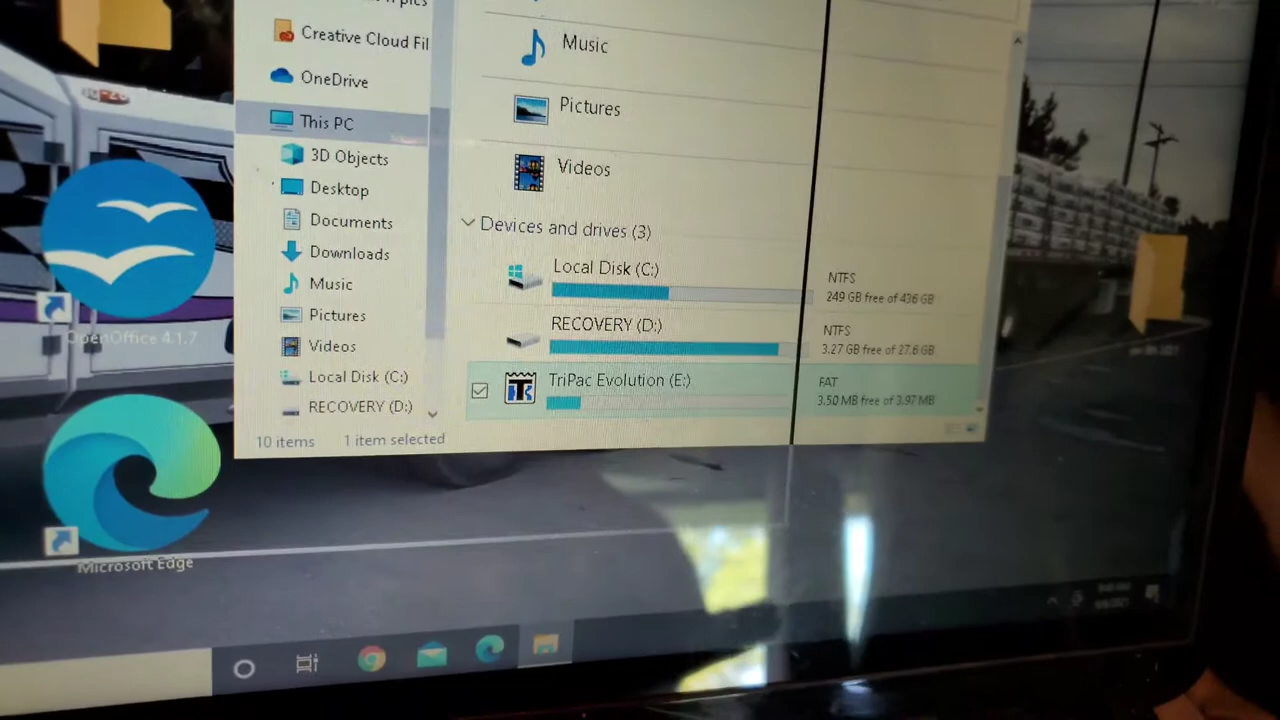 Creative Cloud Fil
OneDrive
This PC
3D Objects
Desktop
Documents
Downloads
Music
Pictures
Videos
Local Disk (C:)
RECOVERY (D:)
10 items 1 item selected
Music
Pictures
Videos
Devices and drives (3)
Local Disk (C:)
NTFS
249 GB free of 436 GB
RECOVERY (D:)
NTFS
3.27 GB free of 27.6 GB
TriPac Evolution (E:)
FAT
3.50 MB free of 3.97 MB
OpenOffice 4.1.7
Microsoft Edge